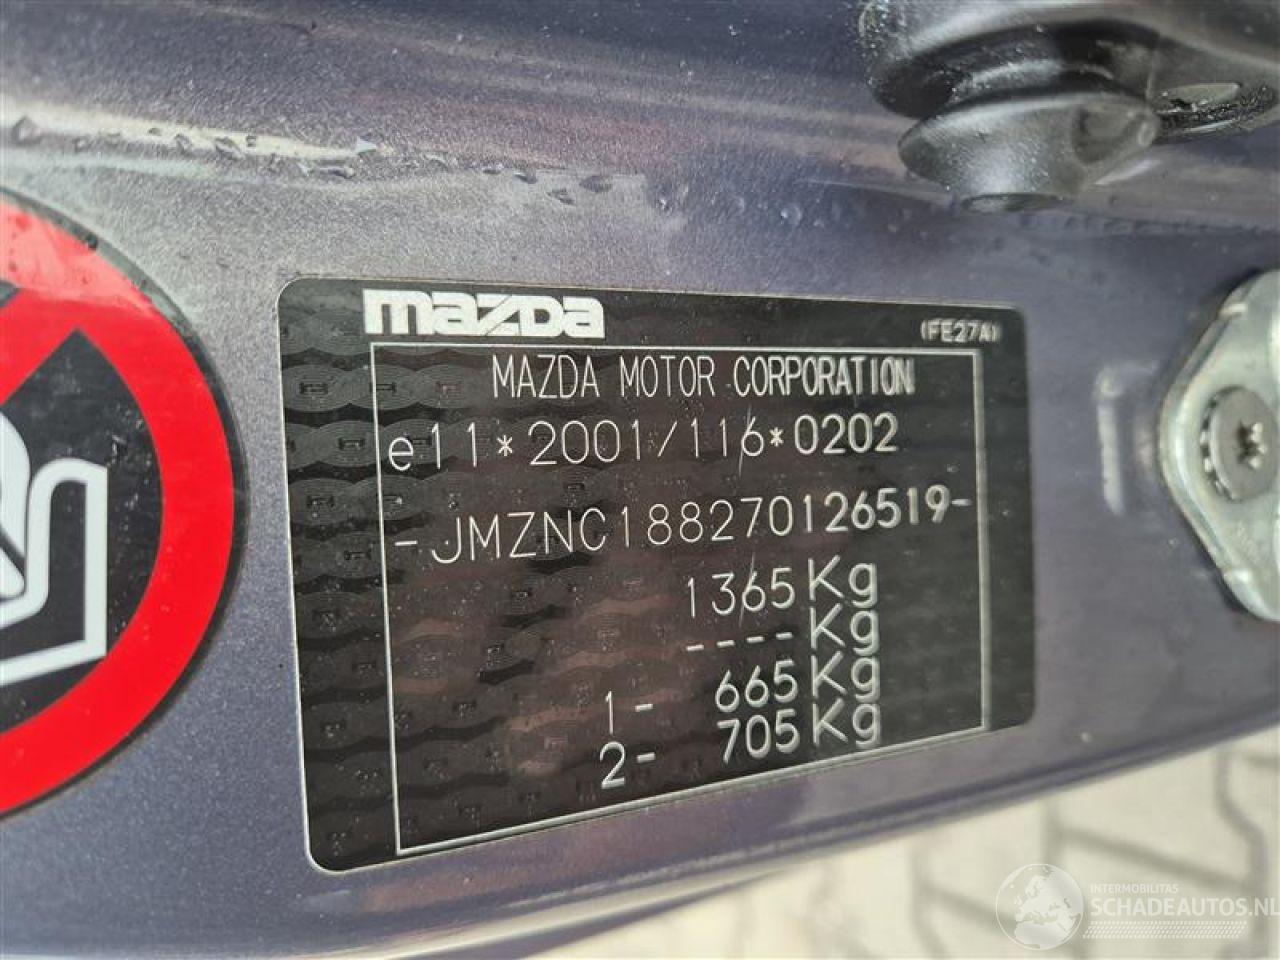 mazda
(FE27A)
MAZDA MOTOR CORPORATION
e11*2001/116*0202
-JMZNC188270126519-
1365 Kg
---- Kg
1- 665 Kg
2- 705 Kg
INTERMOBILITAS
SCHADEAUTOS.NL